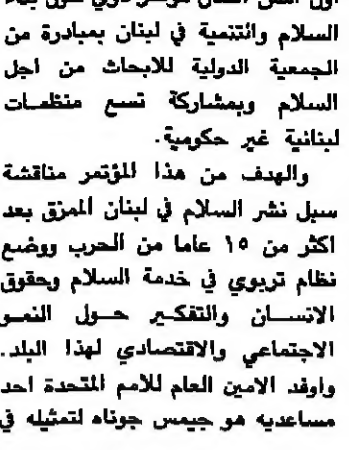 السلام والتنمية في لبنان بمبادرة من
الجمعية الدولية للابحاث من اجل
السلام وبمشاركة تسع منظمات
لبنانية غير حكومية.
والهدف من هذا المؤتمر مناقشة
سبل نشر السلام في لبنان الممزق بعد
اكثر من ١٥ عاما من الحرب ووضع
نظام تربوي في خدمة السلام وحقوق
الانسان والتفكير حول النمو
الاجتماعي والاقتصادي لهذا البلد.
واوفد الامين العام للأمم المتحدة احد
مساعديه هو جيمس جوناه لتمثيله في